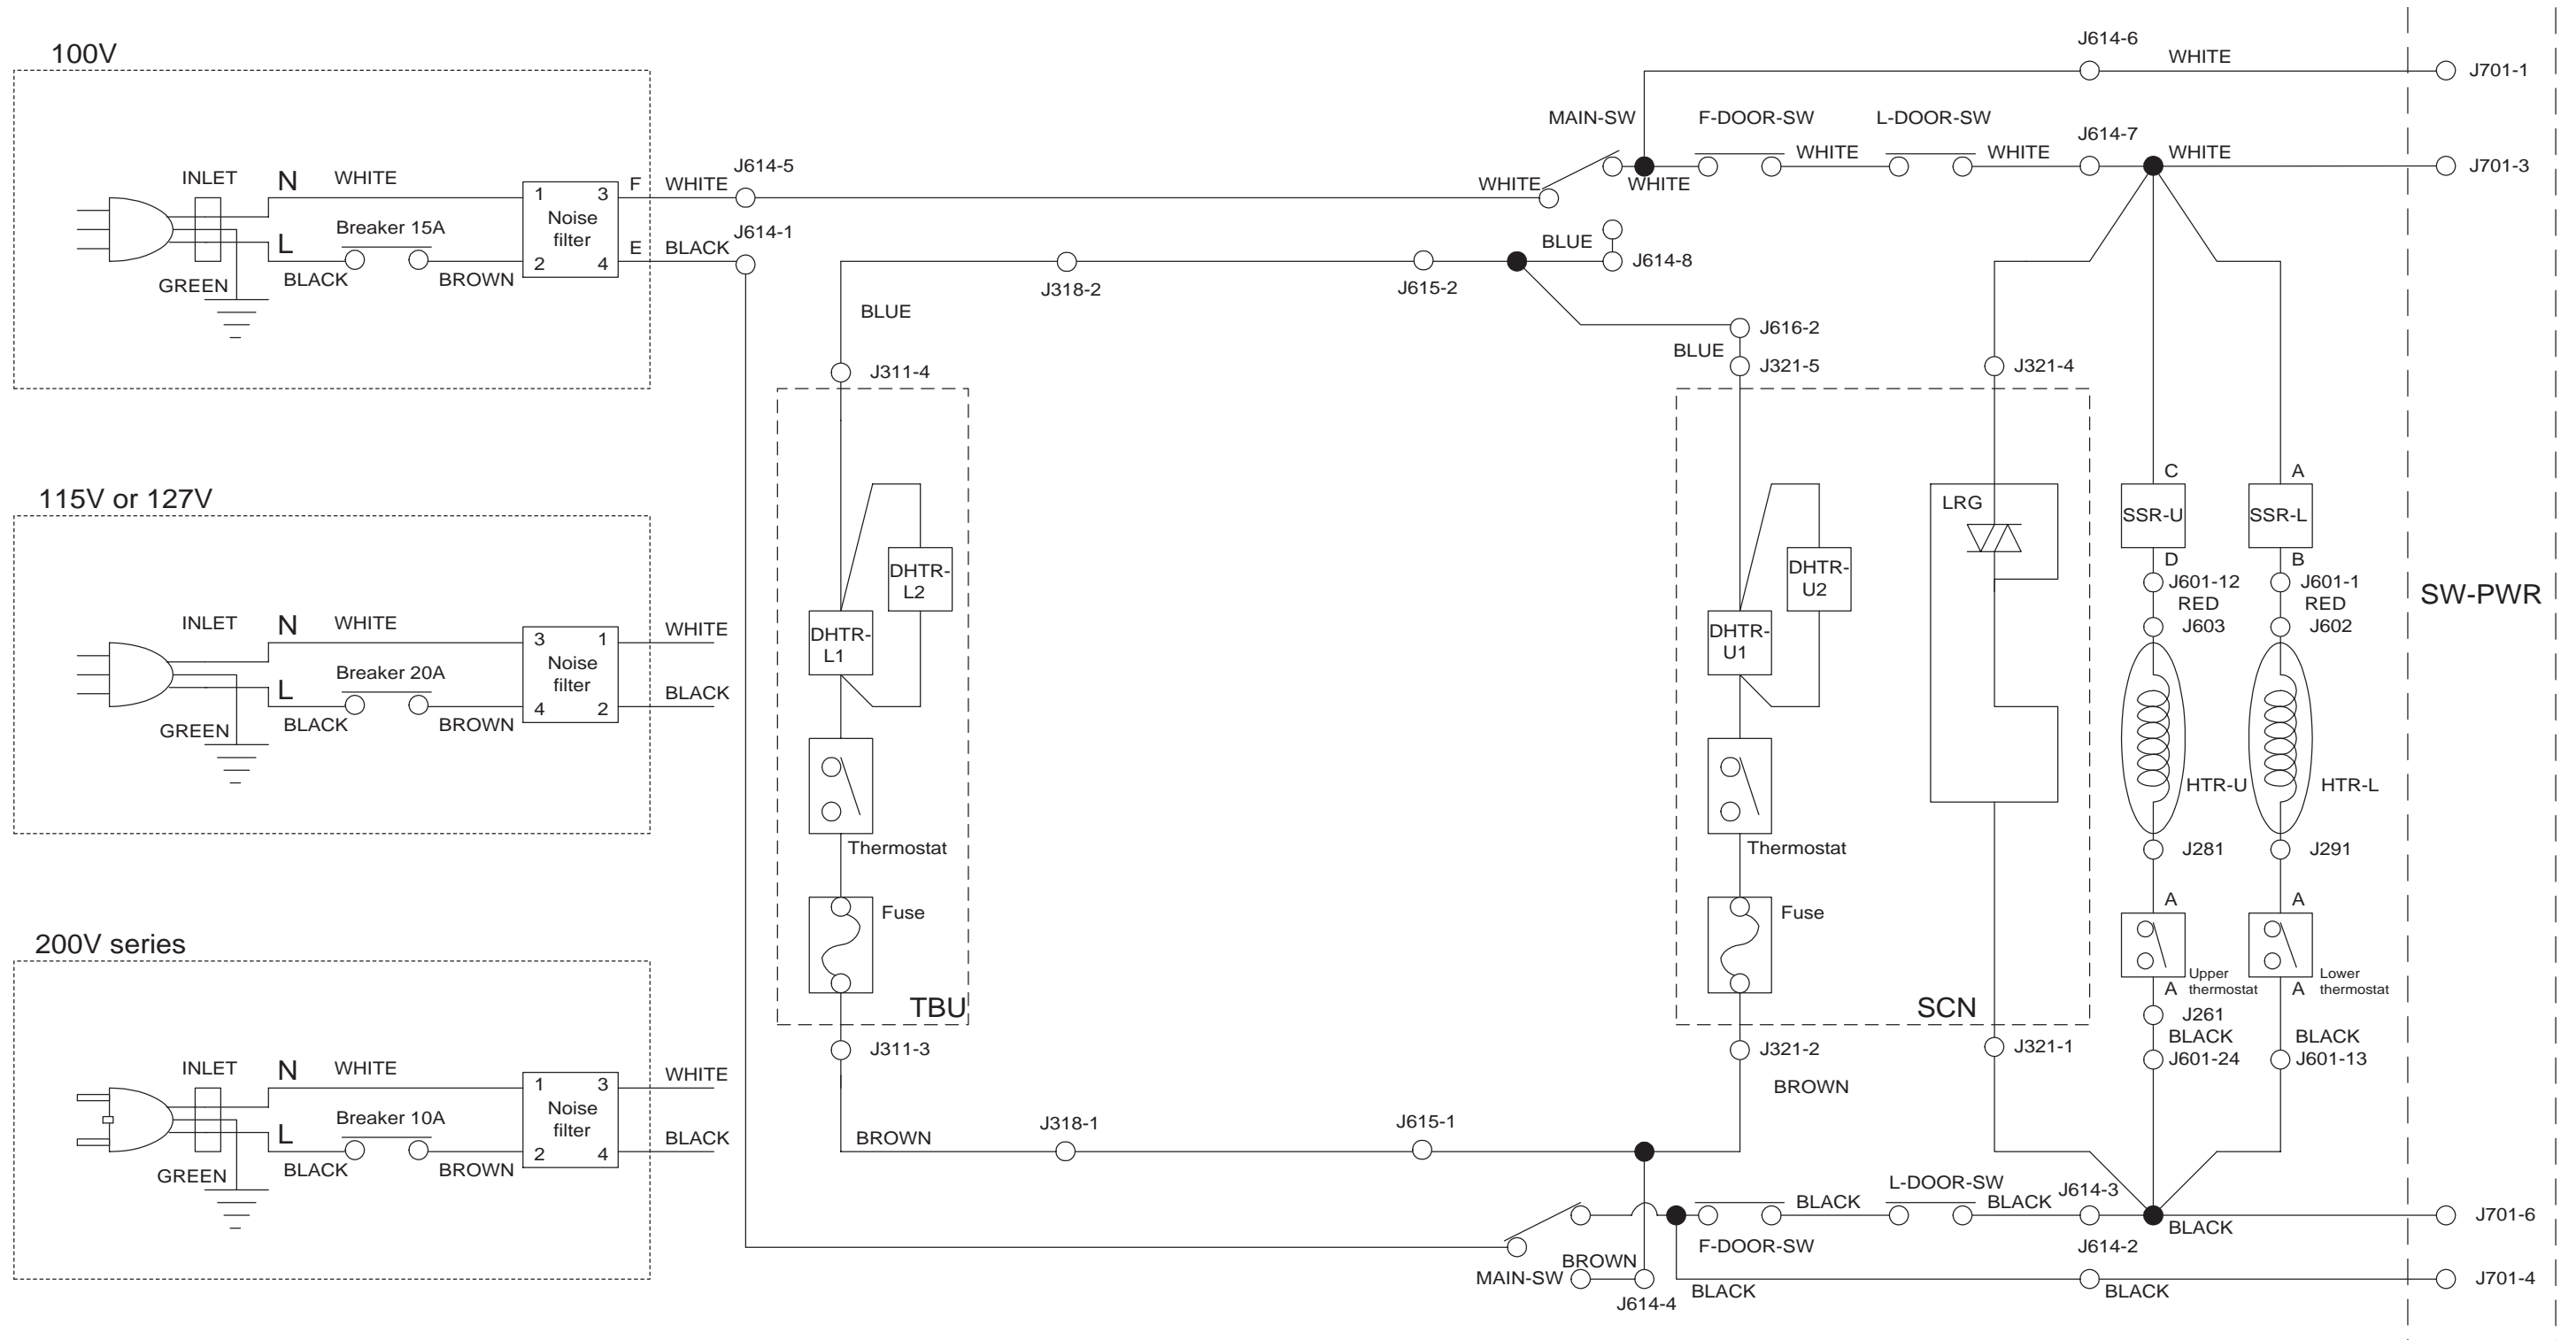 100V
INLET
N
WHITE
Breaker 15A
L
BLACK
BROWN
GREEN
1
3
Noise
filter
2
4
F
WHITE
E
BLACK
J614-5
J614-1
115V or 127V
INLET
N
WHITE
Breaker 20A
L
BLACK
BROWN
GREEN
3
1
Noise
filter
4
2
WHITE
BLACK
200V series
INLET
N
WHITE
Breaker 10A
L
BLACK
BROWN
GREEN
1
3
Noise
filter
2
4
WHITE
BLACK
BLUE
J318-2
J615-2
BLUE
J614-8
J311-4
DHTR-
L2
DHTR-
L1
Thermostat
Fuse
TBU
J311-3
BROWN
J318-1
J615-1
MAIN-SW
WHITE
WHITE
F-DOOR-SW
WHITE
L-DOOR-SW
WHITE
J614-6
WHITE
J701-1
J614-7
WHITE
J701-3
J616-2
BLUE
J321-5
J321-4
DHTR-
U2
DHTR-
U1
Thermostat
Fuse
LRG
SCN
J321-2
BROWN
J321-1
C
SSR-U
D
J601-12
RED
J603
HTR-U
J281
A
Upper
thermostat
A
J261
BLACK
J601-24
A
SSR-L
B
J601-1
RED
J602
HTR-L
J291
A
Lower
thermostat
A
BLACK
J601-13
SW-PWR
MAIN-SW
BROWN
J614-4
BLACK
F-DOOR-SW
L-DOOR-SW
BLACK
J614-3
BLACK
J701-6
J614-2
BLACK
J701-4